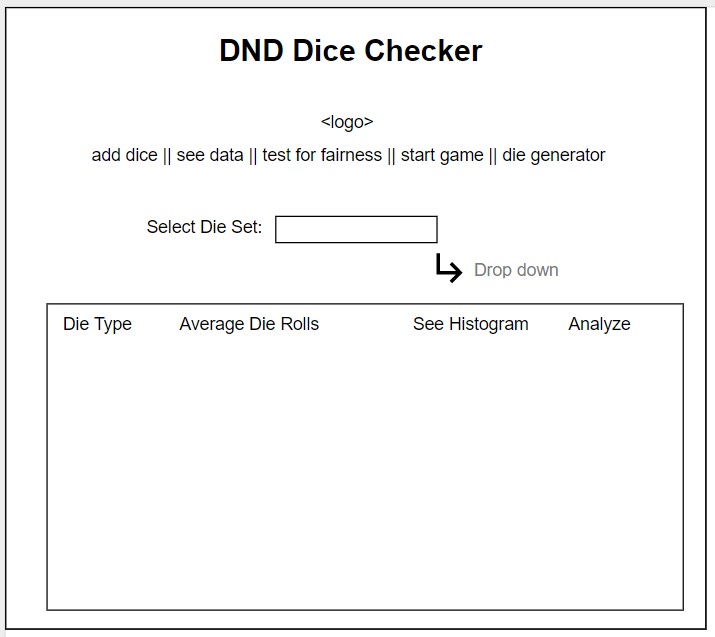 DND Dice Checker
<logo>
add dice || see data || test for fairness || start game || die generator
Select Die Set:
Drop down
Die Type Average Die Rolls See Histogram Analyze